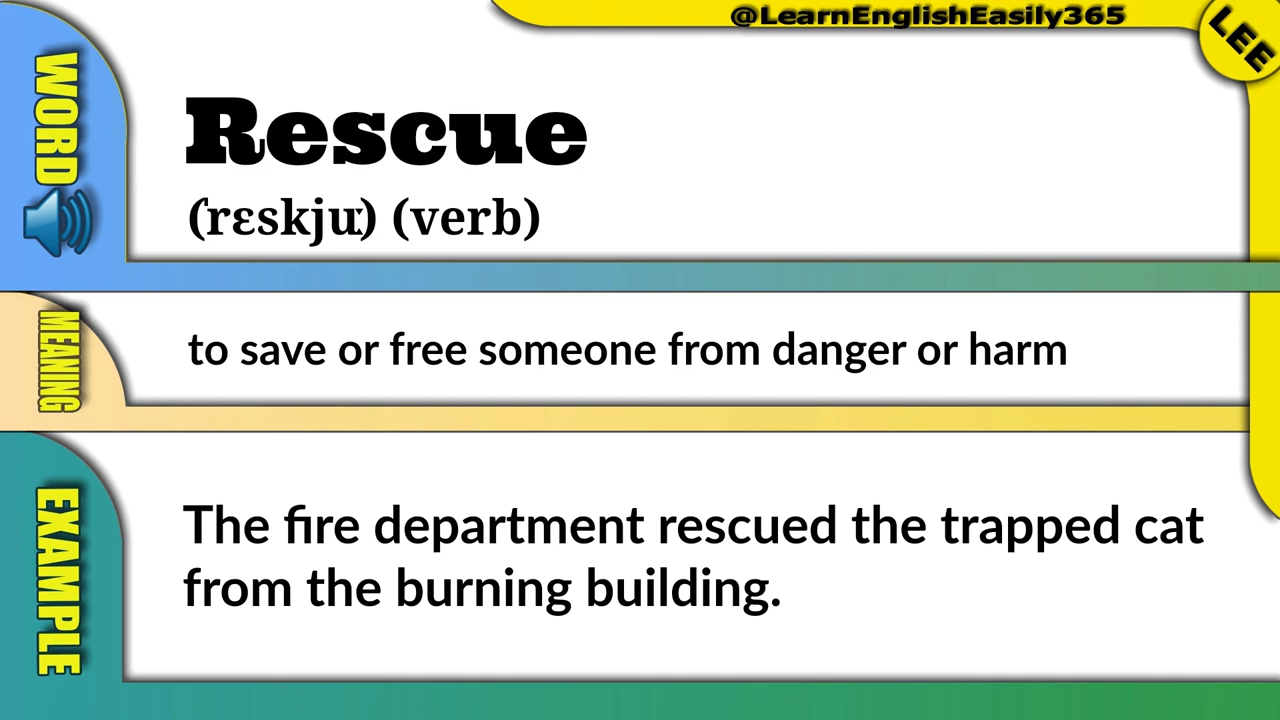 @LearnEnglishEasily365
LEE
WORD
Rescue
(ˈrɛskjuː) (verb)
MEANING
to save or free someone from danger or harm
EXAMPLE
The fire department rescued the trapped cat
from the burning building.